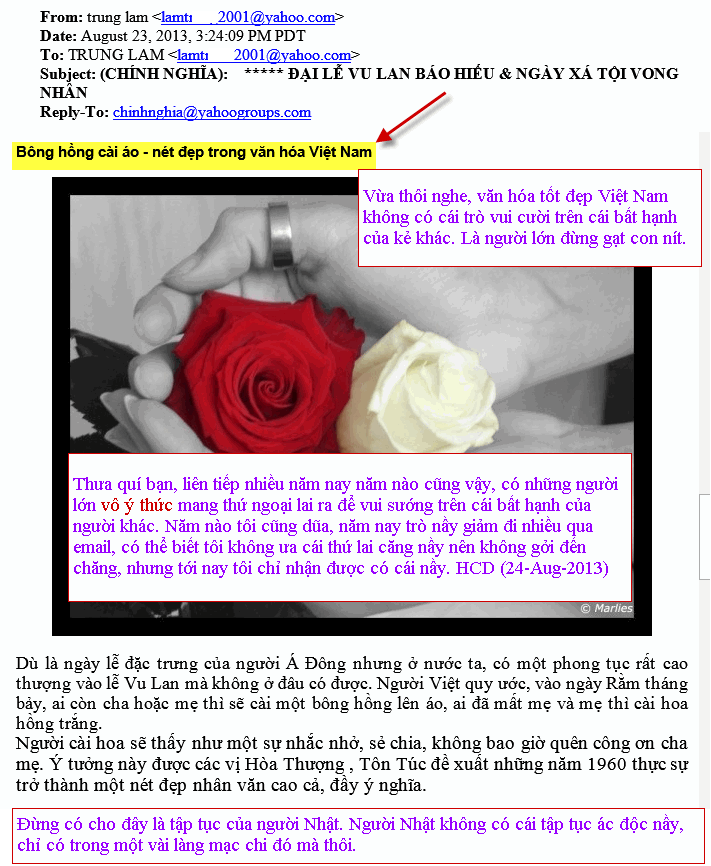 From: trung lam <lamtı 2001@yahoo.com>
Date: August 23, 2013, 3:24:09 PM PDT
To: TRUNG LAM <lamtı 2001@yahoo.com>
Subject: (CHÍNH NGHĨA): ***** ĐẠI LỄ VU LAN BÁO HIẾU & NGÀY XÁ TỘI VONG
NHÂN
Reply-To: chinhnghia@yahoogroups.com
Bông hồng cài áo - nét đẹp trong văn hóa Việt Nam
Vừa thôi nghe, văn hóa tốt đẹp Việt Nam
không có cái trò vui cười trên cái bất hạnh
của kẻ khác. Là người lớn đừng gạt con nít.
Thưa quí bạn, liên tiếp nhiều năm nay năm nào cũng vậy, có những người
lớn vô ý thức mang thứ ngoại lai ra để vui sướng trên cái bất hạnh của
người khác. Năm nào tôi cũng dũa, năm nay trò nầy giảm đi nhiều qua
email, có thể biết tôi không ưa cái thứ lai căng nầy nên không gởi đến
chăng, nhưng tới nay tôi chỉ nhận được có cái nầy. HCD (24-Aug-2013)
© Marlies
Dù là ngày lễ đặc trưng của người Á Đông nhưng ở nước ta, có một phong tục rất cao
thượng vào lễ Vu Lan mà không ở đâu có được. Người Việt quy ước, vào ngày Rằm tháng
bảy, ai còn cha hoặc mẹ thì sẽ cài một bông hồng lên áo, ai đã mất mẹ và mẹ thì cài hoa
hồng trắng.
Người cài hoa sẽ thấy như một sự nhắc nhở, sẻ chia, không bao giờ quên công ơn cha
mẹ. Ý tưởng này được các vị Hòa Thượng , Tôn Túc đề xuất những năm 1960 thực sự
trở thành một nét đẹp nhân văn cao cả, đầy ý nghĩa.
Đừng có cho đây là tập tục của người Nhật. Người Nhật không có cái tập tục ác độc nầy,
chỉ có trong một vài làng mạc chi đó mà thôi.